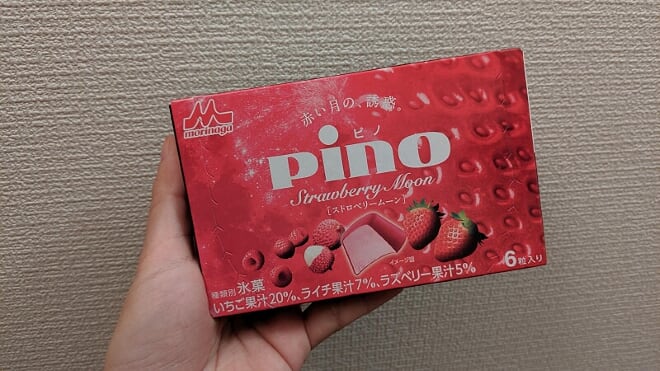 morinaga
赤い月の、誘惑。
ピノ
pino
Strawberry Moon
[ストロベリームーン]
イメージ図
6粒入り
種類別 氷菓
いちご果汁20%、ライチ果汁7%、ラズベリー果汁5%